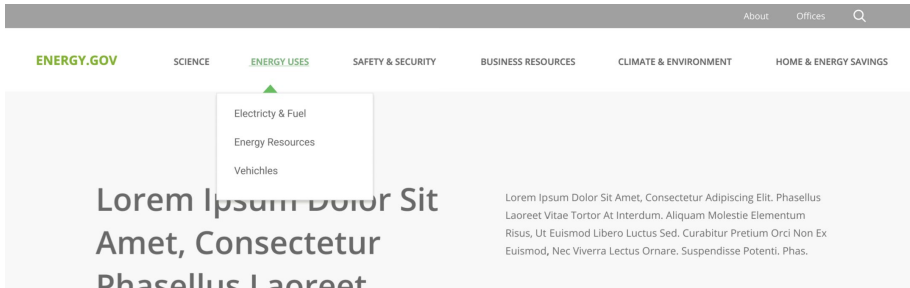 About Offices
ENERGY.GOV SCIENCE ENERGY USES SAFETY & SECURITY BUSINESS RESOURCES CLIMATE & ENVIRONMENT HOME & ENERGY SAVINGS
Electricty & Fuel
Energy Resources
Vehichles
Lorem Ipsum Dolor Sit
Amet, Consectetur
Phasellus Laoreet
Lorem Ipsum Dolor Sit Amet, Consectetur Adipiscing Elit. Phasellus
Laoreet Vitae Tortor At Interdum. Aliquam Molestie Elementum
Risus, Ut Euismod Libero Luctus Sed. Curabitur Pretium Orci Non Ex
Euismod, Nec Viverra Lectus Ornare. Suspendisse Potenti. Phas.